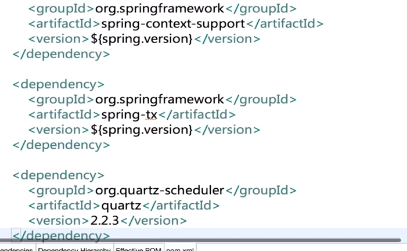 <groupId>org.springframework</groupId>
<artifactId>spring-context-support</artifactId>
<version>${spring.version}</version>
</dependency>
<dependency>
<groupId>org.springframework</groupId>
<artifactId>spring-tx</artifactId>
<version>${spring.version}</version>
</dependency>
<dependency>
<groupId>org.quartz-scheduler</groupId>
<artifactId>quartz</artifactId>
<version>2.2.3</version>
</dependency>
Dependency Hierarchy Effective POM pom.xml